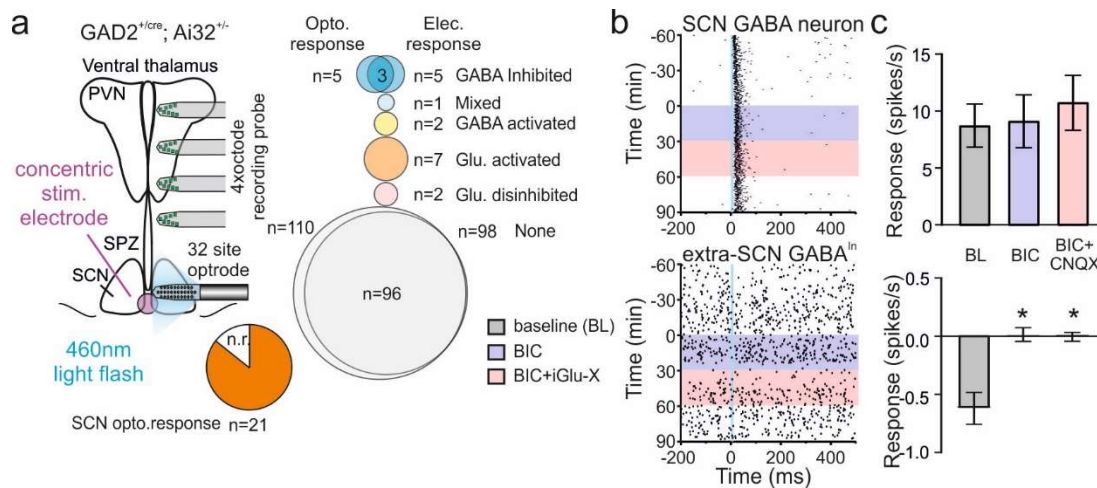 a
GAD2+/cre; Ai32+/-
Ventral thalamus
PVN
concentric
stim.
electrode
SPZ
SCN
4xoctode
recording probe
32 site
optrode
460nm
light flash
n.r.
SCN opto.response n=21
Opto.
response
Elec.
response
n=5 3 n=5 GABA Inhibited
n=1 Mixed
n=2 GABA activated
n=7 Glu. activated
n=2 Glu. disinhibited
n=110 n=98 None
n=96
baseline (BL)
BIC
BIC+iGlu-X
b
SCN GABA neuron
Time (min)
-60
-30
0
30
60
90
-200 0 200 400
extra-SCN GABA In
Time (min)
-60
-30
0
30
60
90
-200 0 200 400
Time (ms)
c
Response (spikes/s)
15
10
5
0
BL BIC BIC+
CNQX
Response (spikes/s)
0.5
0.0
-0.5
-1.0
* *